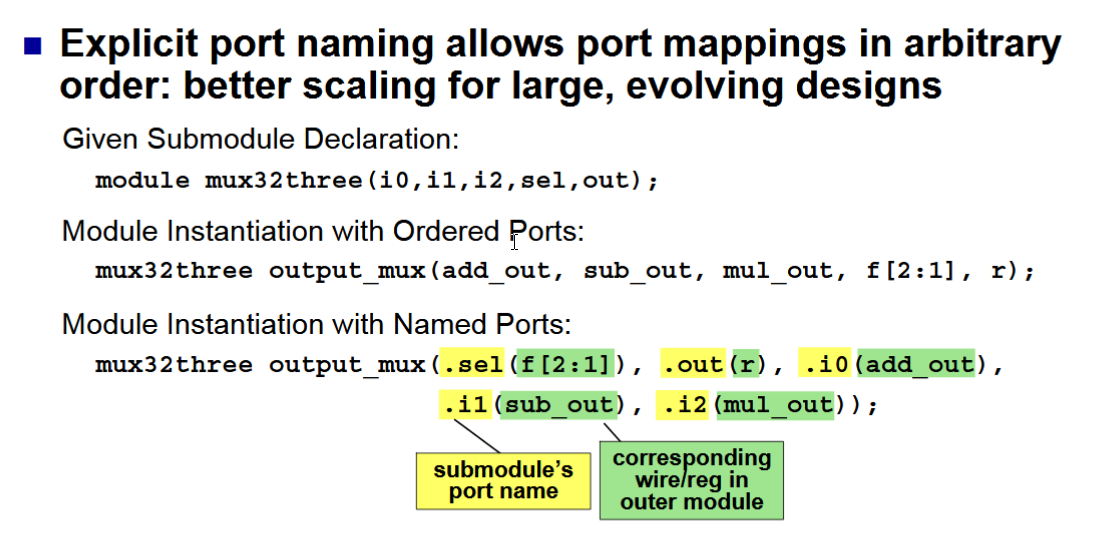 Explicit port naming allows port mappings in arbitrary
order: better scaling for large, evolving designs
Given Submodule Declaration:
module mux32three(i0,i1,i2,sel,out);
Module Instantiation with Ordered Ports:
mux32three output_mux(add_out, sub_out, mul_out, f[2:1], r);
Module Instantiation with Named Ports:
mux32three output_mux(.sel(f[2:1]), .out(r), .i0(add_out),
.i1(sub_out), .i2(mul_out));
submodule's
port name
corresponding
wire/reg in
outer module